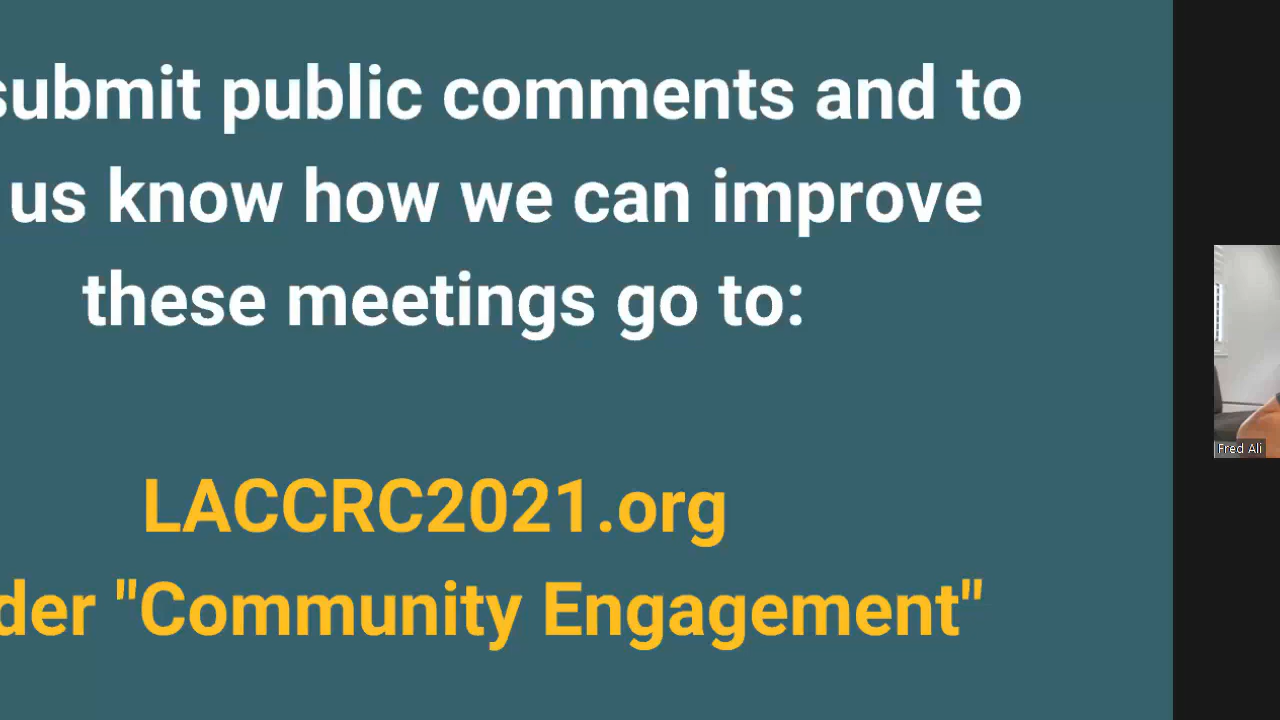 submit public comments and to
us know how we can improve
these meetings go to:
LACCRC2021.org
der "Community Engagement"
Fred Ali